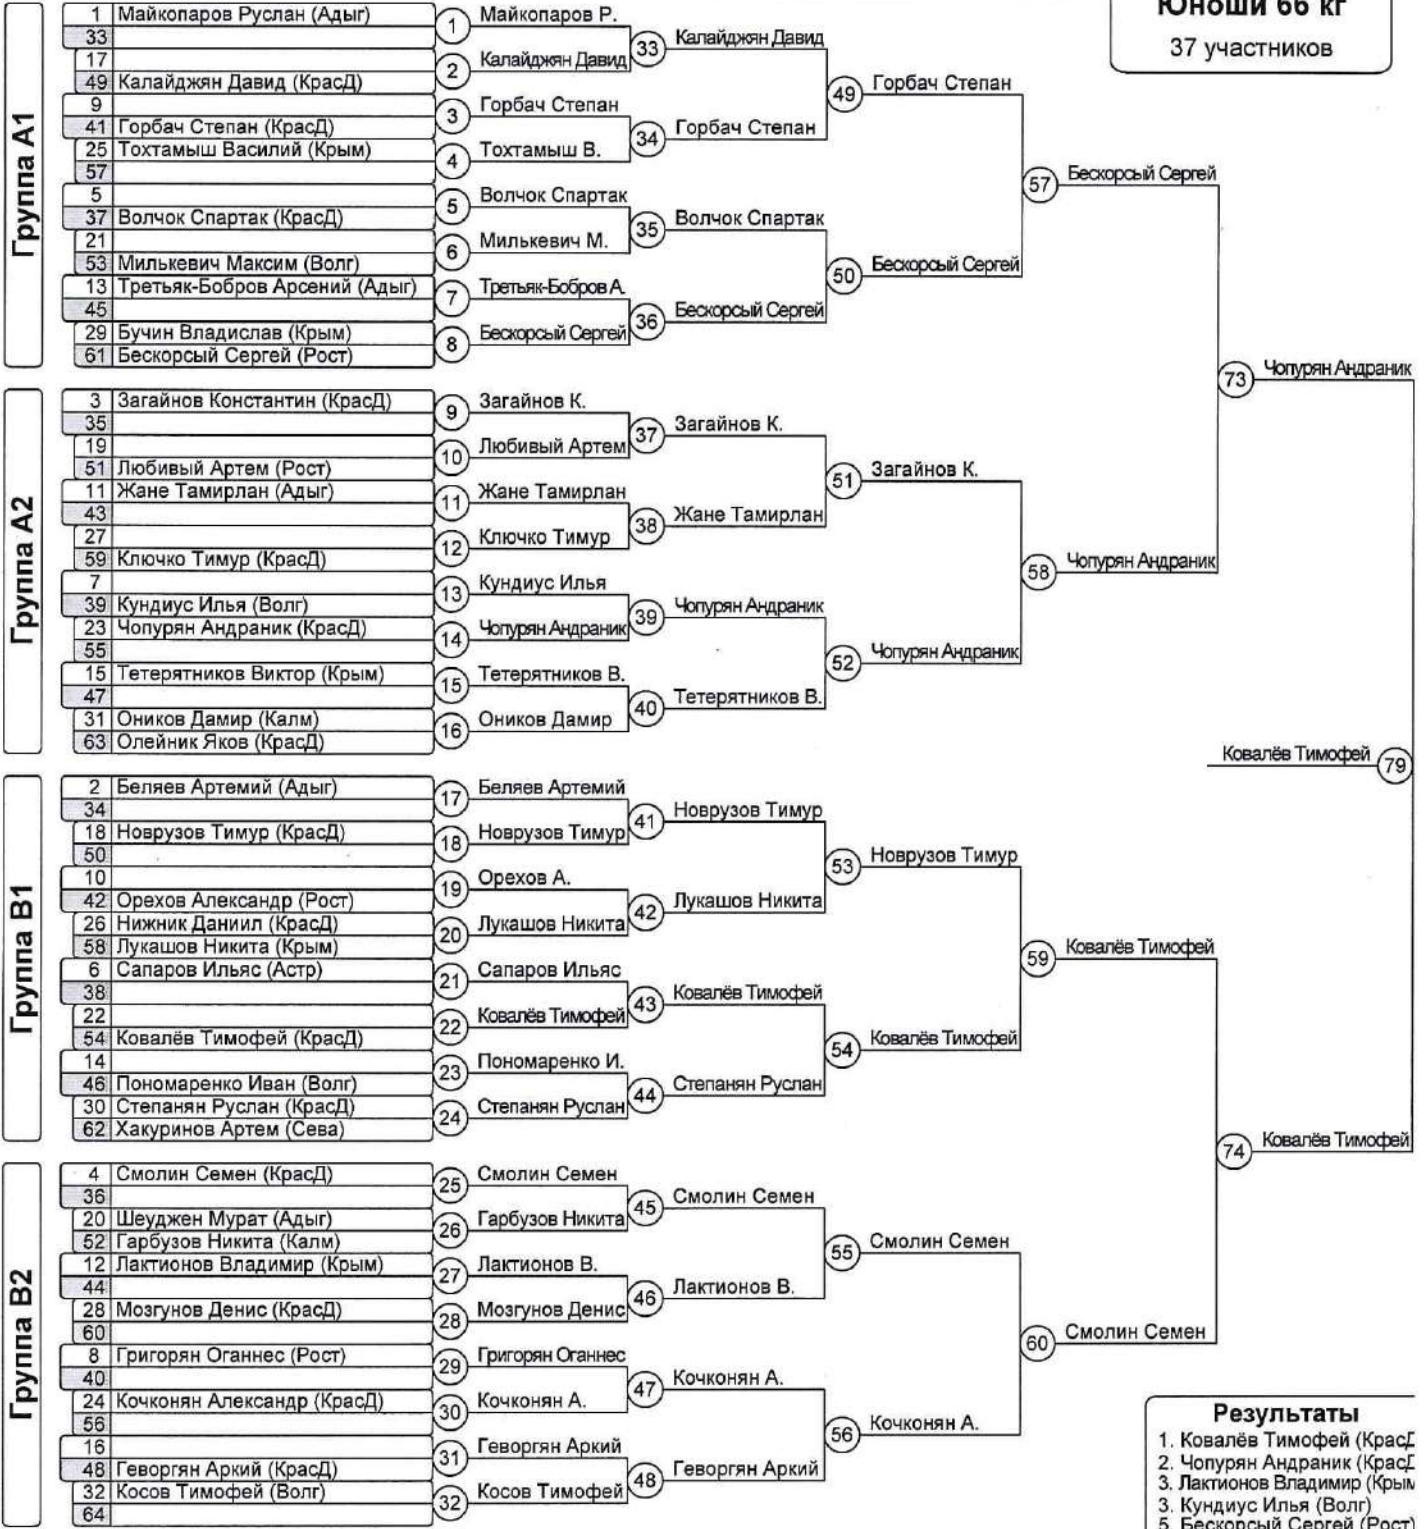 Юноши 66 кг
37 участников
Группа A1
1 Майкопаров Руслан (Адыг)
33
17
49 Калайджян Давид (КрасД)
9
41 Горбач Степан (КрасД)
25 Тохтамыш Василий (Крым)
57
5
37 Волчок Спартак (КрасД)
21
53 Милькевич Максим (Волг)
13 Третьяк-Бобров Арсений (Адыг)
45
29 Бучин Владислав (Крым)
61 Бескорсый Сергей (Рост)
1 Майкопаров Р.
2 Калайджян Давид
3 Горбач Степан
4 Тохтамыш В.
5 Волчок Спартак
6 Милькевич М.
7 Третьяк-Бобров А.
8 Бескорсый Сергей
33 Калайджян Давид
34 Горбач Степан
35 Волчок Спартак
36 Бескорсый Сергей
49 Горбач Степан
50 Бескорсый Сергей
57 Бескорсый Сергей
Группа A2
3 Загайнов Константин (КрасД)
35
19
51 Любивый Артем (Рост)
11 Жане Тамирлан (Адыг)
43
27
59 Ключко Тимур (КрасД)
7
39 Кундиус Илья (Волг)
23 Чопурян Андраник (КрасД)
55
15 Тетерятников Виктор (Крым)
47
31 Оников Дамир (Калм)
63 Олейник Яков (КрасД)
9 Загайнов К.
10 Любивый Артем
11 Жане Тамирлан
12 Ключко Тимур
13 Кундиус Илья
14 Чопурян Андраник
15 Тетерятников В.
16 Оников Дамир
37 Загайнов К.
38 Жане Тамирлан
39 Чопурян Андраник
40 Тетерятников В.
51 Загайнов К.
52 Чопурян Андраник
58 Чопурян Андраник
73 Чопурян Андраник
Ковалёв Тимофей 79
Группа B1
2 Беляев Артемий (Адыг)
34
18 Новрузов Тимур (КрасД)
50
10
42 Орехов Александр (Рост)
26 Нижник Даниил (КрасД)
58 Лукашов Никита (Крым)
6 Сапаров Ильяс (Астр)
38
22
54 Ковалёв Тимофей (КрасД)
14
46 Пономаренко Иван (Волг)
30 Степанян Руслан (КрасД)
62 Хакуринов Артем (Сева)
17 Беляев Артемий
18 Новрузов Тимур
19 Орехов А.
20 Лукашов Никита
21 Сапаров Ильяс
22 Ковалёв Тимофей
23 Пономаренко И.
24 Степанян Руслан
41 Новрузов Тимур
42 Лукашов Никита
43 Ковалёв Тимофей
44 Степанян Руслан
53 Новрузов Тимур
54 Ковалёв Тимофей
59 Ковалёв Тимофей
74 Ковалёв Тимофей
Группа B2
4 Смолин Семен (КрасД)
36
20 Шеуджен Мурат (Адыг)
52 Гарбузов Никита (Калм)
12 Лактионов Владимир (Крым)
44
28 Мозгунов Денис (КрасД)
60
8 Григорян Оганнес (Рост)
40
24 Кочконян Александр (КрасД)
56
16
48 Геворгян Аркий (КрасД)
32 Косов Тимофей (Волг)
64
25 Смолин Семен
26 Гарбузов Никита
27 Лактионов В.
28 Мозгунов Денис
29 Григорян Оганнес
30 Кочконян А.
31 Геворгян Аркий
32 Косов Тимофей
45 Смолин Семен
46 Лактионов В.
47 Кочконян А.
48 Геворгян Аркий
55 Смолин Семен
56 Кочконян А.
60 Смолин Семен
Результаты
1. Ковалёв Тимофей (КрасД
2. Чопурян Андраник (КрасД
3. Лактионов Владимир (Крым
3. Кундиус Илья (Волг)
5. Бескорсый Сергей (Рост)